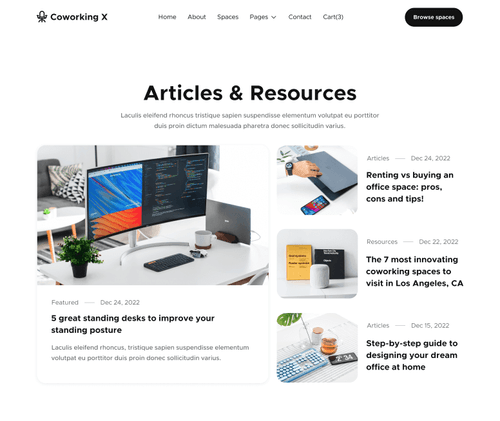 Coworking X
Home About Spaces Pages Contact Cart(3)
Browse spaces
Articles & Resources
Laculis eleifend rhoncus tristique sapien suspendisse elementum volutpat eu porttitor
duis proin dictum malesuada pharetra donec sollicitudin varius.
Featured — Dec 24, 2022
5 great standing desks to improve your
standing posture
Laculis eleifend rhoncus, tristique sapien suspendisse elementum
volutpat eu porttitor duis proin dictum sollicitudin varius.
Articles — Dec 24, 2022
Renting vs buying an
office space: pros,
cons and tips!
Resources — Dec 22, 2022
The 7 most innovating
coworking spaces to
visit in Los Angeles, CA
Articles — Dec 15, 2022
Step-by-step guide to
designing your dream
office at home